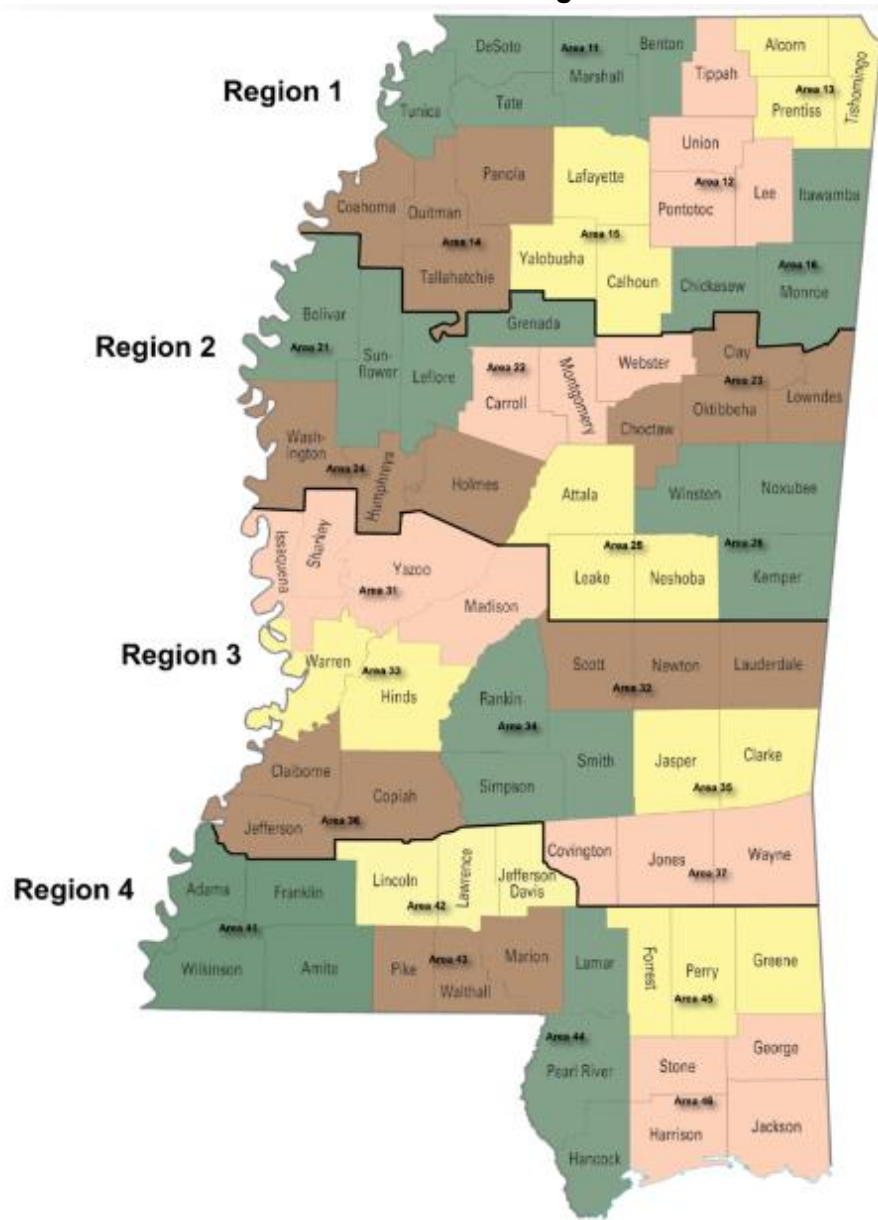 Region 1
DeSoto
Area 11
Benton
Marshall
Tippah
Alcorn
Area 13
Tishomingo
Prentiss
Tunica
Tate
Union
Panola
Lafayette
Area 12
Lee
Pontotoc
Itawamba
Coahoma
Quitman
Area 14
Tallahatchie
Area 15
Yalobusha
Calhoun
Chickasaw
Area 16
Monroe
Region 2
Bolivar
Area 21
Sun-
flower
Leflore
Grenada
Area 22
Carroll
Montgomery
Webster
Clay
Area 23
Oktibbeha
Lowndes
Choctaw
Wash-
ington
Area 24
Humphreys
Holmes
Attala
Winston
Noxubee
Area 25
Leake
Neshoba
Kemper
Region 3
Issaquena
Sharkey
Yazoo
Area 31
Madison
Warren
Area 33
Hinds
Rankin
Area 34
Scott
Newton
Lauderdale
Area 32
Smith
Simpson
Jasper
Clarke
Area 35
Claiborne
Copiah
Jefferson
Area 36
Covington
Jones
Wayne
Area 37
Region 4
Adams
Franklin
Area 41
Wilkinson
Amite
Lincoln
Lawrence
Jefferson
Davis
Area 42
Pike
Area 43
Walthall
Marion
Lamar
Forrest
Perry
Greene
Area 45
Area 44
Pearl River
Hancock
Stone
George
Area 46
Harrison
Jackson